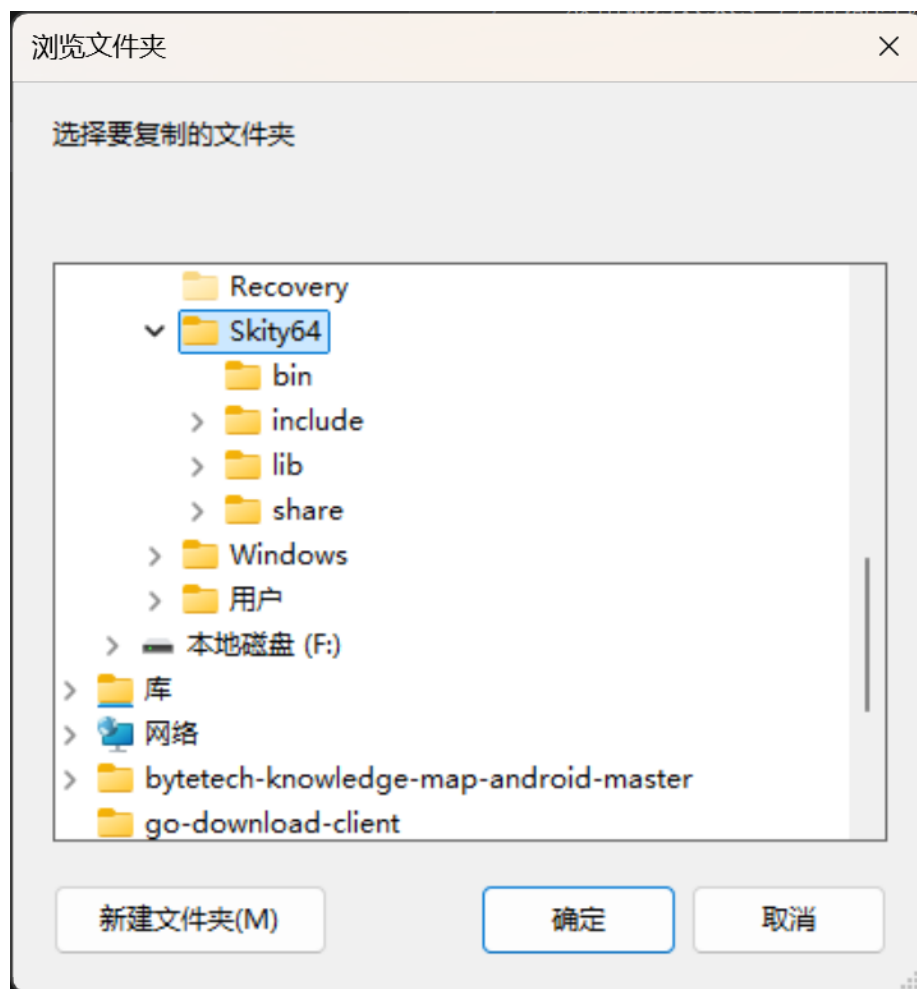 浏览文件夹
选择要复制的文件夹
Recovery
Skity64
bin
include
lib
share
Windows
用户
本地磁盘 (F:)
库
网络
bytetech-knowledge-map-android-master
go-download-client
新建文件夹(M) 确定 取消